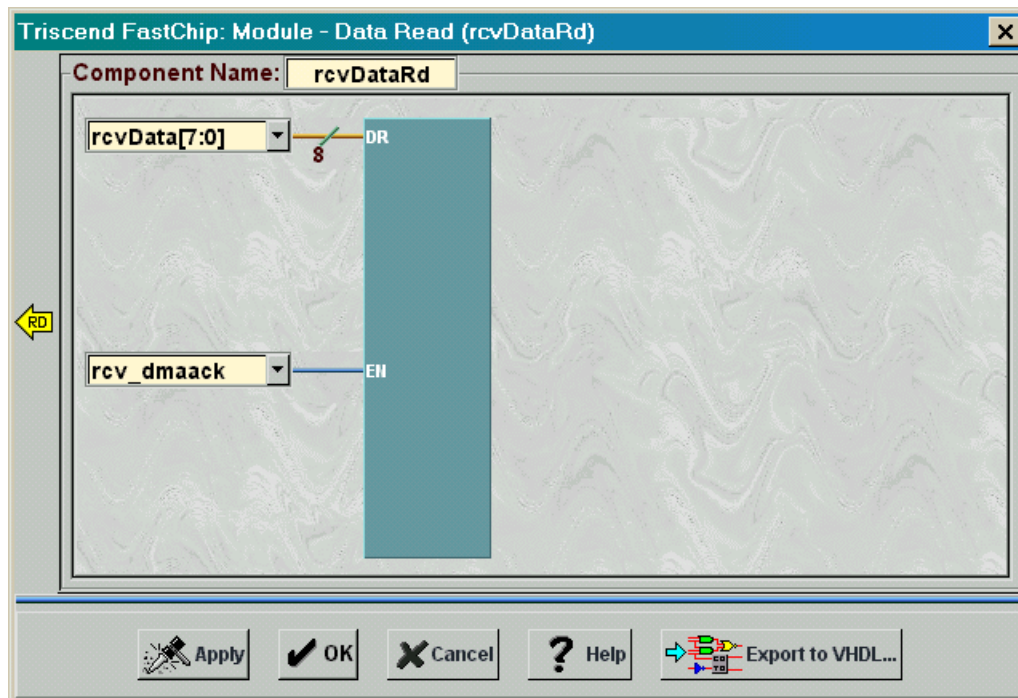 Triscend FastChip: Module - Data Read (rcvDataRd)
Component Name: rcvDataRd
rcvData[7:0]
8
DR
RD
rcv_dmaack
EN
Apply
OK
Cancel
? Help
Export to VHDL...